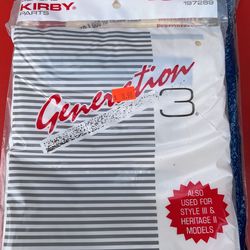 KIRBY
PARTS
197289
Generation
3
ALSO
USED FOR
STYLE III &
HERITAGE II
MODELS